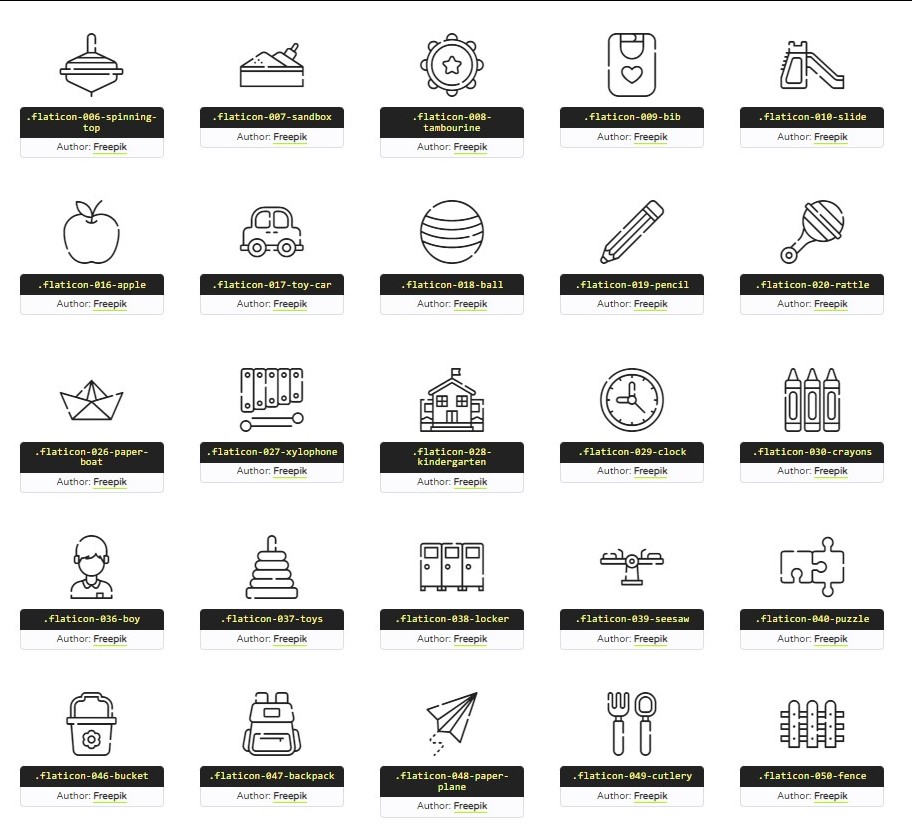 .flaticon-006-spinning-
top
Author: Freepik
.flaticon-007-sandbox
Author: Freepik
.flaticon-008-
tambourine
Author: Freepik
.flaticon-009-bib
Author: Freepik
.flaticon-010-slide
Author: Freepik
.flaticon-016-apple
Author: Freepik
.flaticon-017-toy-car
Author: Freepik
.flaticon-018-ball
Author: Freepik
.flaticon-019-pencil
Author: Freepik
.flaticon-020-rattle
Author: Freepik
.flaticon-026-paper-
boat
Author: Freepik
.flaticon-027-xylophone
Author: Freepik
.flaticon-028-
kindergarten
Author: Freepik
.flaticon-029-clock
Author: Freepik
.flaticon-030-crayons
Author: Freepik
.flaticon-036-boy
Author: Freepik
.flaticon-037-toys
Author: Freepik
.flaticon-038-locker
Author: Freepik
.flaticon-039-seesaw
Author: Freepik
.flaticon-040-puzzle
Author: Freepik
.flaticon-046-bucket
Author: Freepik
.flaticon-047-backpack
Author: Freepik
.flaticon-048-paper-
plane
Author: Freepik
.flaticon-049-cutlery
Author: Freepik
.flaticon-050-fence
Author: Freepik